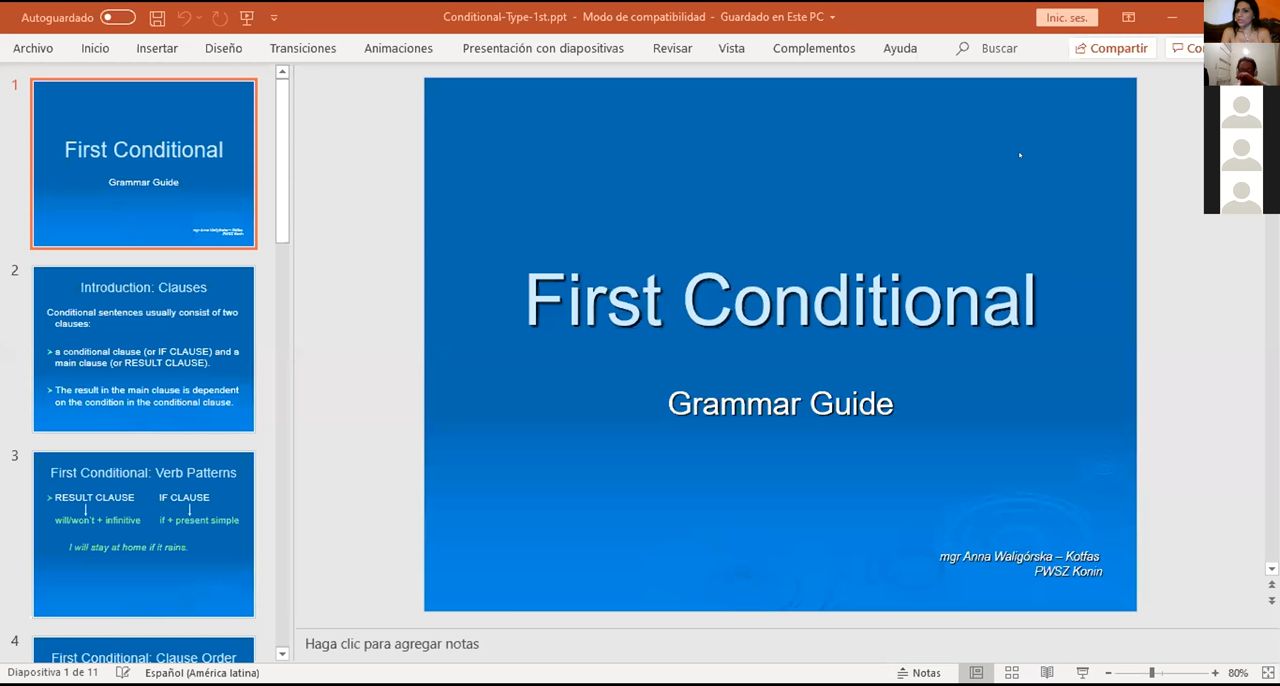 Autoguardado
Conditional-Type-1st.ppt - Modo de compatibilidad - Guardado en Este PC
Inic. ses.
Archivo Inicio Insertar Diseño Transiciones Animaciones Presentación con diapositivas Revisar Vista Complementos Ayuda Buscar Compartir
1
First Conditional
Grammar Guide
mgr Anna Waligórska – Kotfas
PWSZ Konin
2
Introduction: Clauses
Conditional sentences usually consist of two
clauses:
a conditional clause (or IF CLAUSE) and a
main clause (or RESULT CLAUSE).
The result in the main clause is dependent
on the condition in the conditional clause.
3
First Conditional: Verb Patterns
RESULT CLAUSE IF CLAUSE
will/won't + infinitive if + present simple
I will stay at home if it rains.
4
First Conditional: Clause Order
First Conditional
Grammar Guide
mgr Anna Waligórska – Kotfas
PWSZ Konin
Haga clic para agregar notas
Diapositiva 1 de 11 Español (América latina) Notas 80%